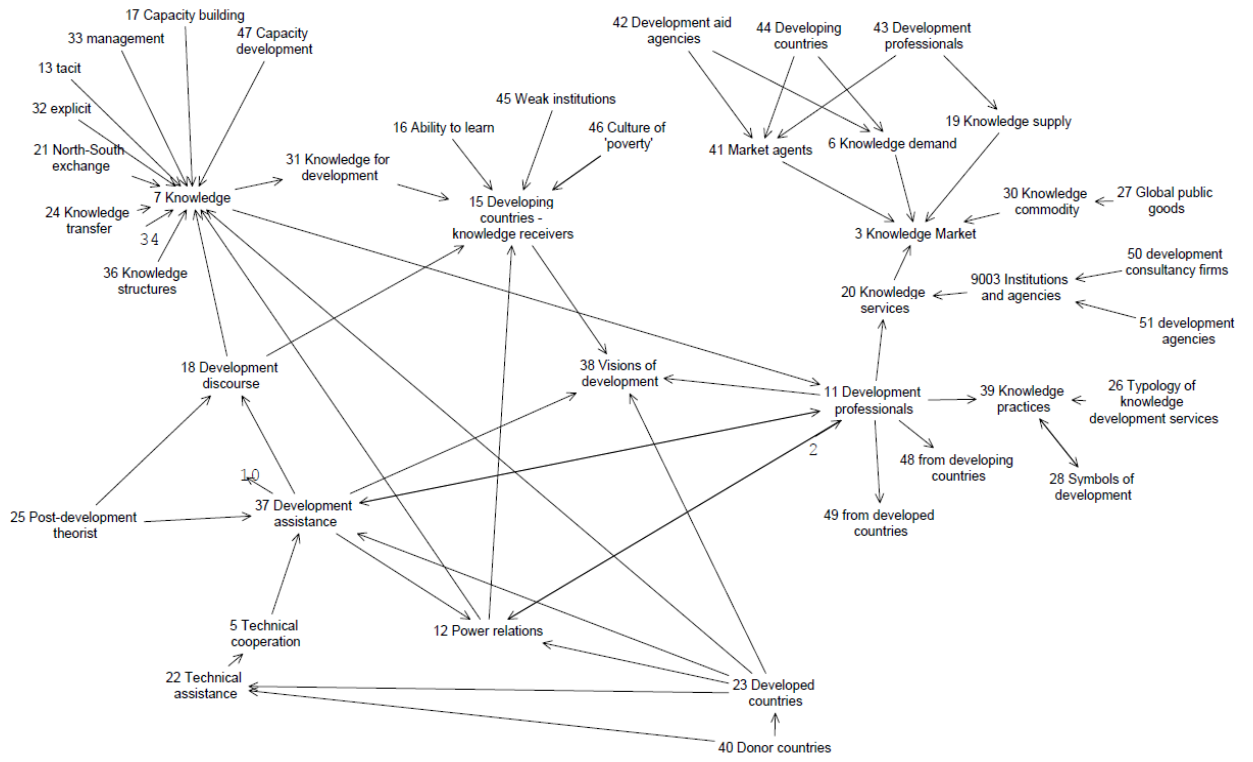 17 Capacity building
33 management
47 Capacity
development
13 tacit
32 explicit
21 North-South
exchange
7 Knowledge
24 Knowledge
transfer
34
36 Knowledge
structures
31 Knowledge for
development
16 Ability to learn
45 Weak institutions
46 Culture of
'poverty'
15 Developing
countries -
knowledge receivers
42 Development aid
agencies
44 Developing
countries
43 Development
professionals
19 Knowledge supply
41 Market agents
6 Knowledge demand
30 Knowledge
commodity
27 Global public
goods
3 Knowledge Market
50 development
consultancy firms
9003 Institutions
and agencies
20 Knowledge
services
51 development
agencies
18 Development
discourse
38 Visions of
development
11 Development
professionals
39 Knowledge
practices
26 Typology of
knowledge
development services
2
48 from developing
countries
28 Symbols of
development
49 from developed
countries
10
37 Development
assistance
25 Post-development
theorist
5 Technical
cooperation
12 Power relations
22 Technical
assistance
23 Developed
countries
40 Donor countries